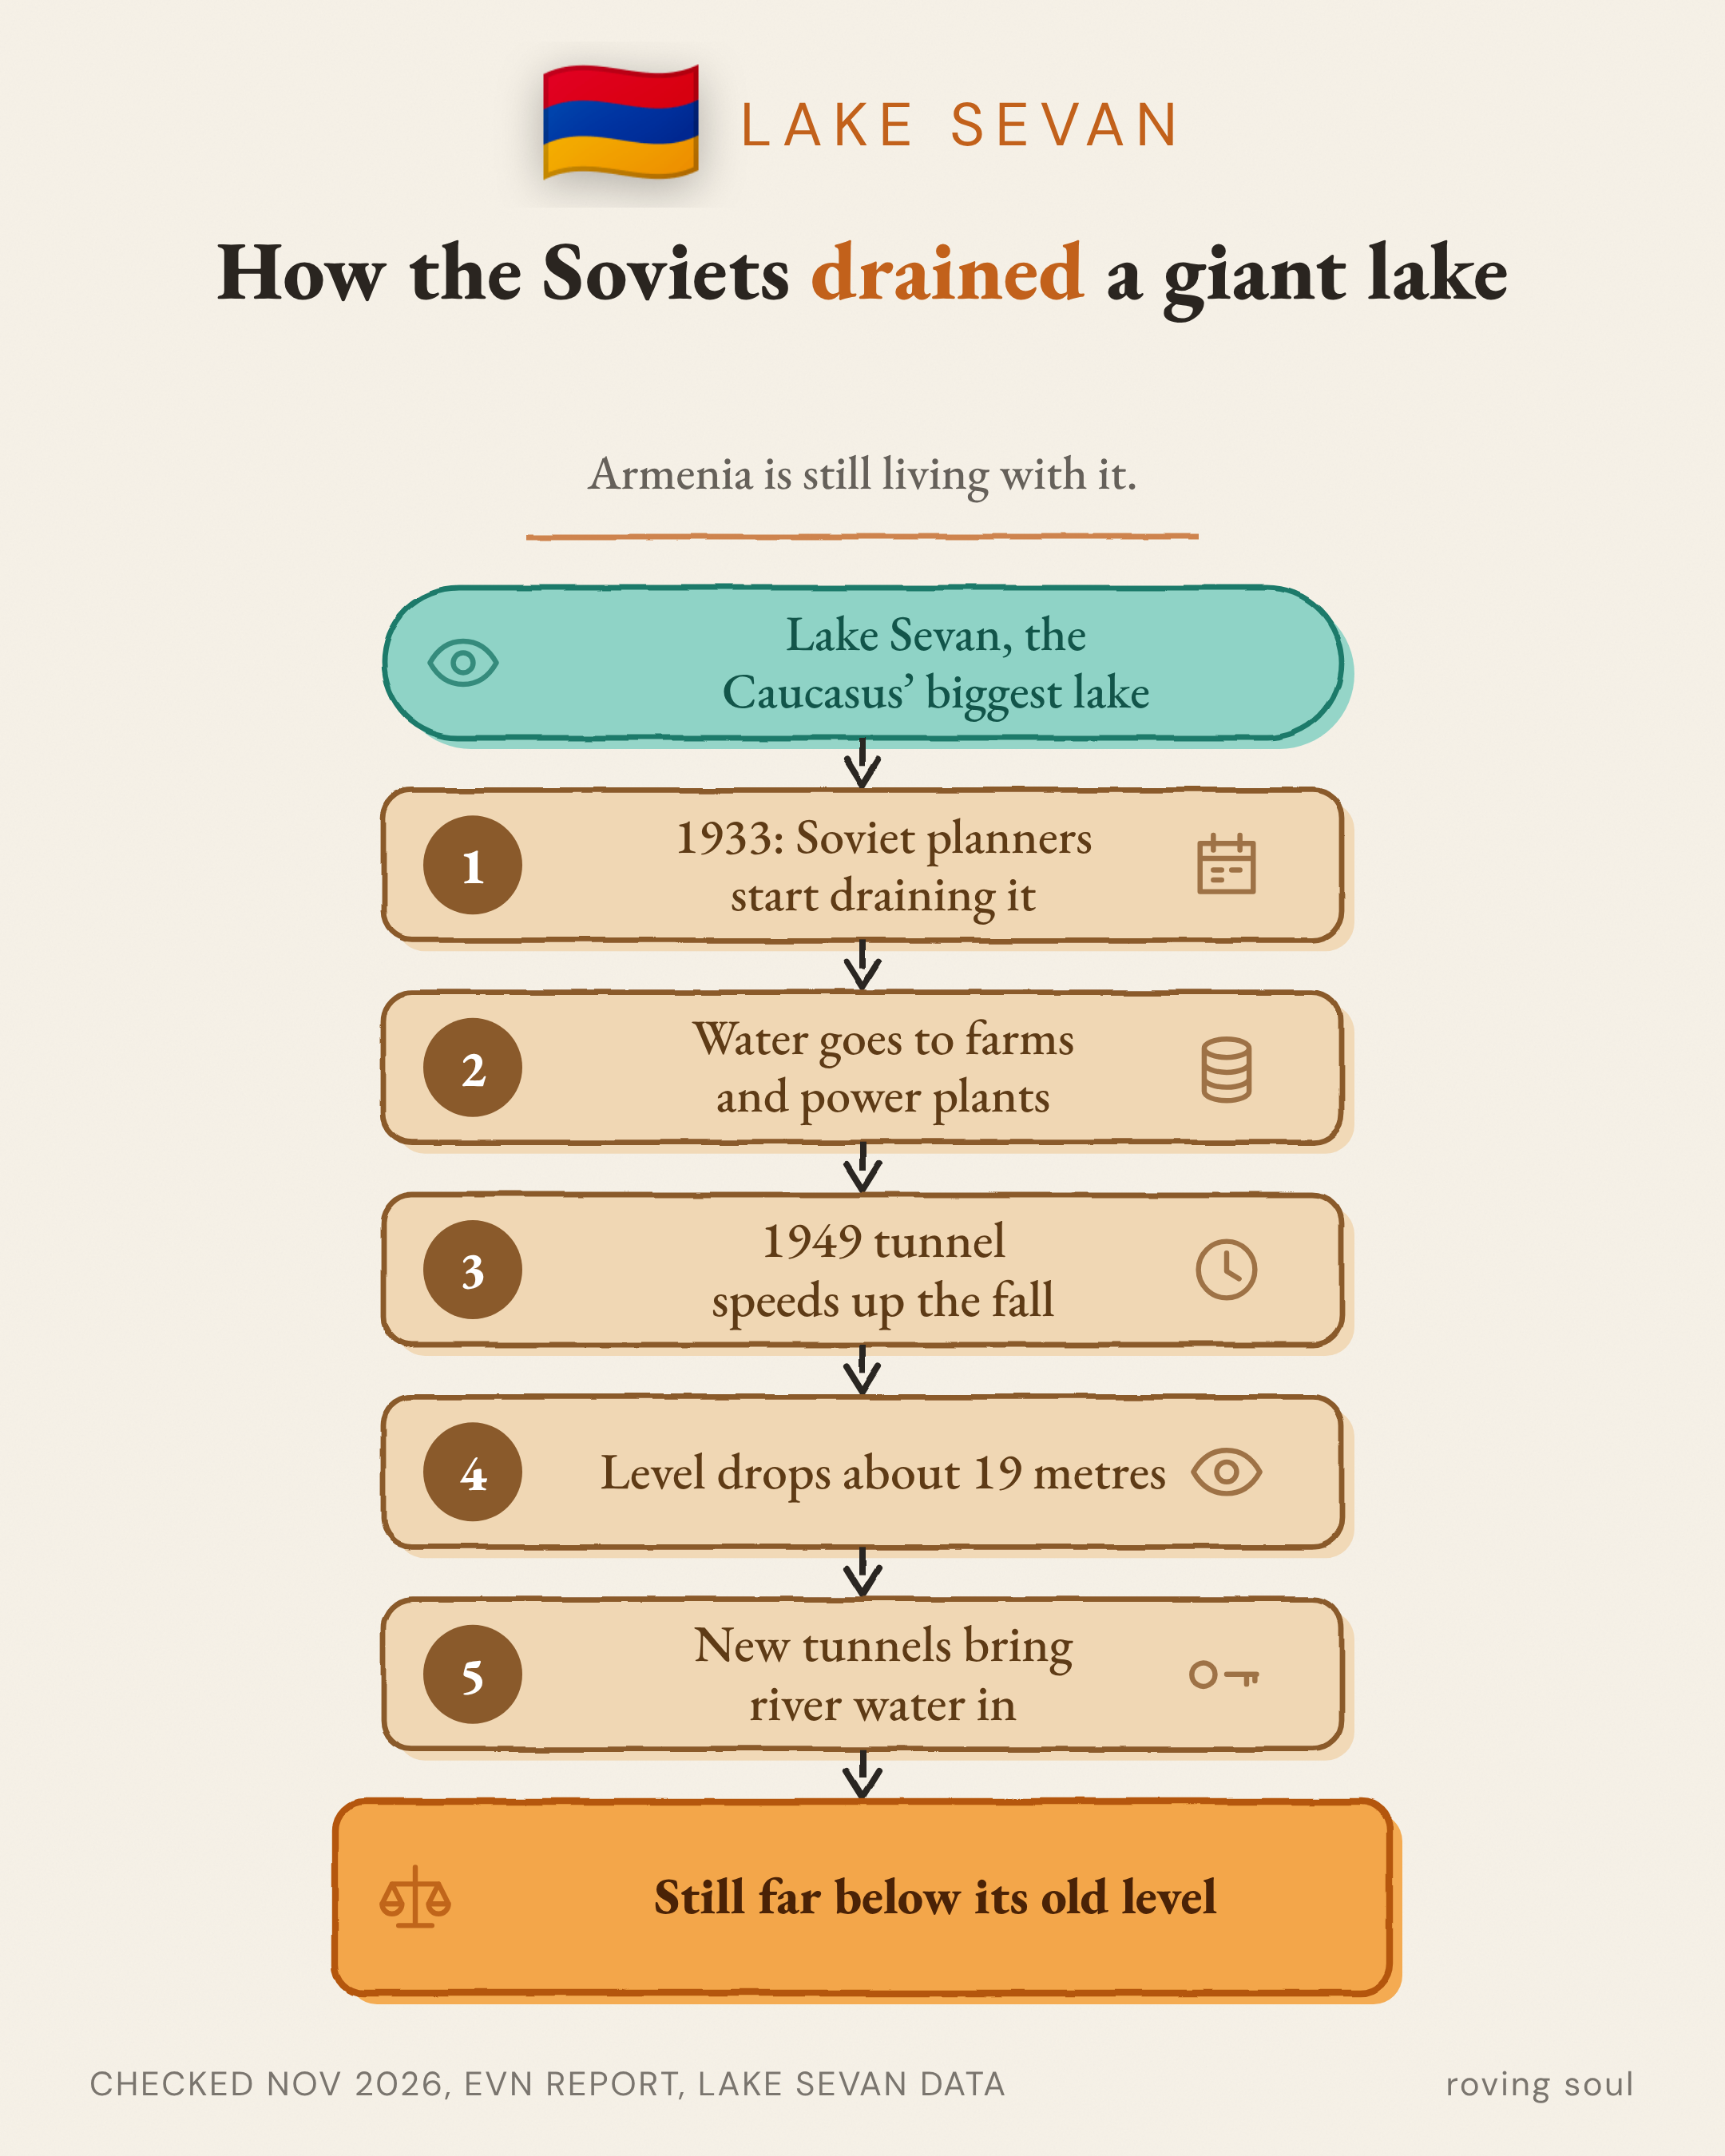 LAKE SEVAN
How the Soviets drained a giant lake
Armenia is still living with it.
Lake Sevan, the
Caucasus’ biggest lake
1
1933: Soviet planners
start draining it
2
Water goes to farms
and power plants
3
1949 tunnel
speeds up the fall
4
Level drops about 19 metres
5
New tunnels bring
river water in
Still far below its old level
CHECKED NOV 2026, EVN REPORT, LAKE SEVAN DATA
roving soul